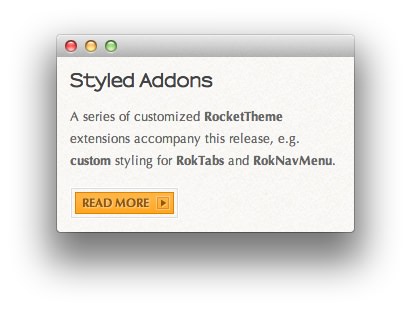 Styled Addons
A series of customized RocketTheme
extensions accompany this release, e.g.
custom styling for RokTabs and RokNavMenu.
READ MORE